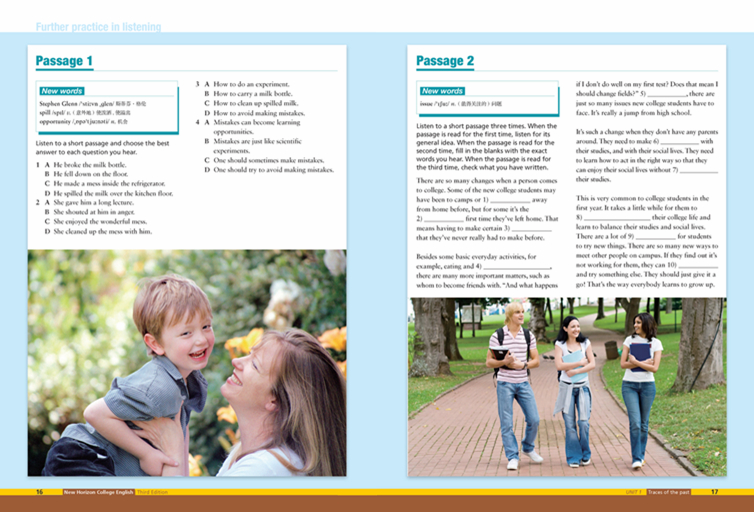 Further practice in listening
Passage 1
New words
Stephen Glenn /ˈstiːvn ˌglen/ 斯蒂芬·格伦
spill /spɪl/ v.（意外地）使泼洒，使溢出
opportunity /ˌɒpəˈtjuːnəti/ n. 机会
Listen to a short passage and choose the best
answer to each question you hear.
1 A He broke the milk bottle.
B He fell down on the floor.
C He made a mess inside the refrigerator.
D He spilled the milk over the kitchen floor.
2 A She gave him a long lecture.
B She shouted at him in anger.
C She enjoyed the wonderful mess.
D She cleaned up the mess with him.
3 A How to do an experiment.
B How to carry a milk bottle.
C How to clean up spilled milk.
D How to avoid making mistakes.
4 A Mistakes can become learning
opportunities.
B Mistakes are just like scientific
experiments.
C One should sometimes make mistakes.
D One should try to avoid making mistakes.
16 New Horizon College English Third Edition
Passage 2
New words
issue /ˈɪʃuː/ n.（值得关注的）问题
Listen to a short passage three times. When the
passage is read for the first time, listen for its
general idea. When the passage is read for the
second time, fill in the blanks with the exact
words you hear. When the passage is read for
the third time, check what you have written.
There are so many changes when a person comes
to college. Some of the new college students may
have been to camps or 1) ____________ away
from home before, but for some it's the
2) ____________ first time they've left home. That
means having to make certain 3) ____________
that they've never really had to make before.
Besides some basic everyday activities, for
example, eating and 4) ____________,
there are many more important matters, such as
whom to become friends with. "And what happens
if I don't do well on my first test? Does that mean I
should change fields?" 5) ____________, there are
just so many issues new college students have to
face. It's really a jump from high school.
It's such a change when they don't have any parents
around. They need to make 6) ____________ with
their studies, and with their social lives. They need
to learn how to act in the right way so that they
can enjoy their social lives without 7) ____________
their studies.
This is very common to college students in the
first year. It takes a little while for them to
8) ____________ their college life and
learn to balance their studies and social lives.
There are a lot of 9) ____________ for students
to try new things. There are so many new ways to
meet other people on campus. If they find out it's
not working for them, they can 10) ____________
and try something else. They should just give it a
go! That's the way everybody learns to grow up.
UNIT 1 Traces of the past 17